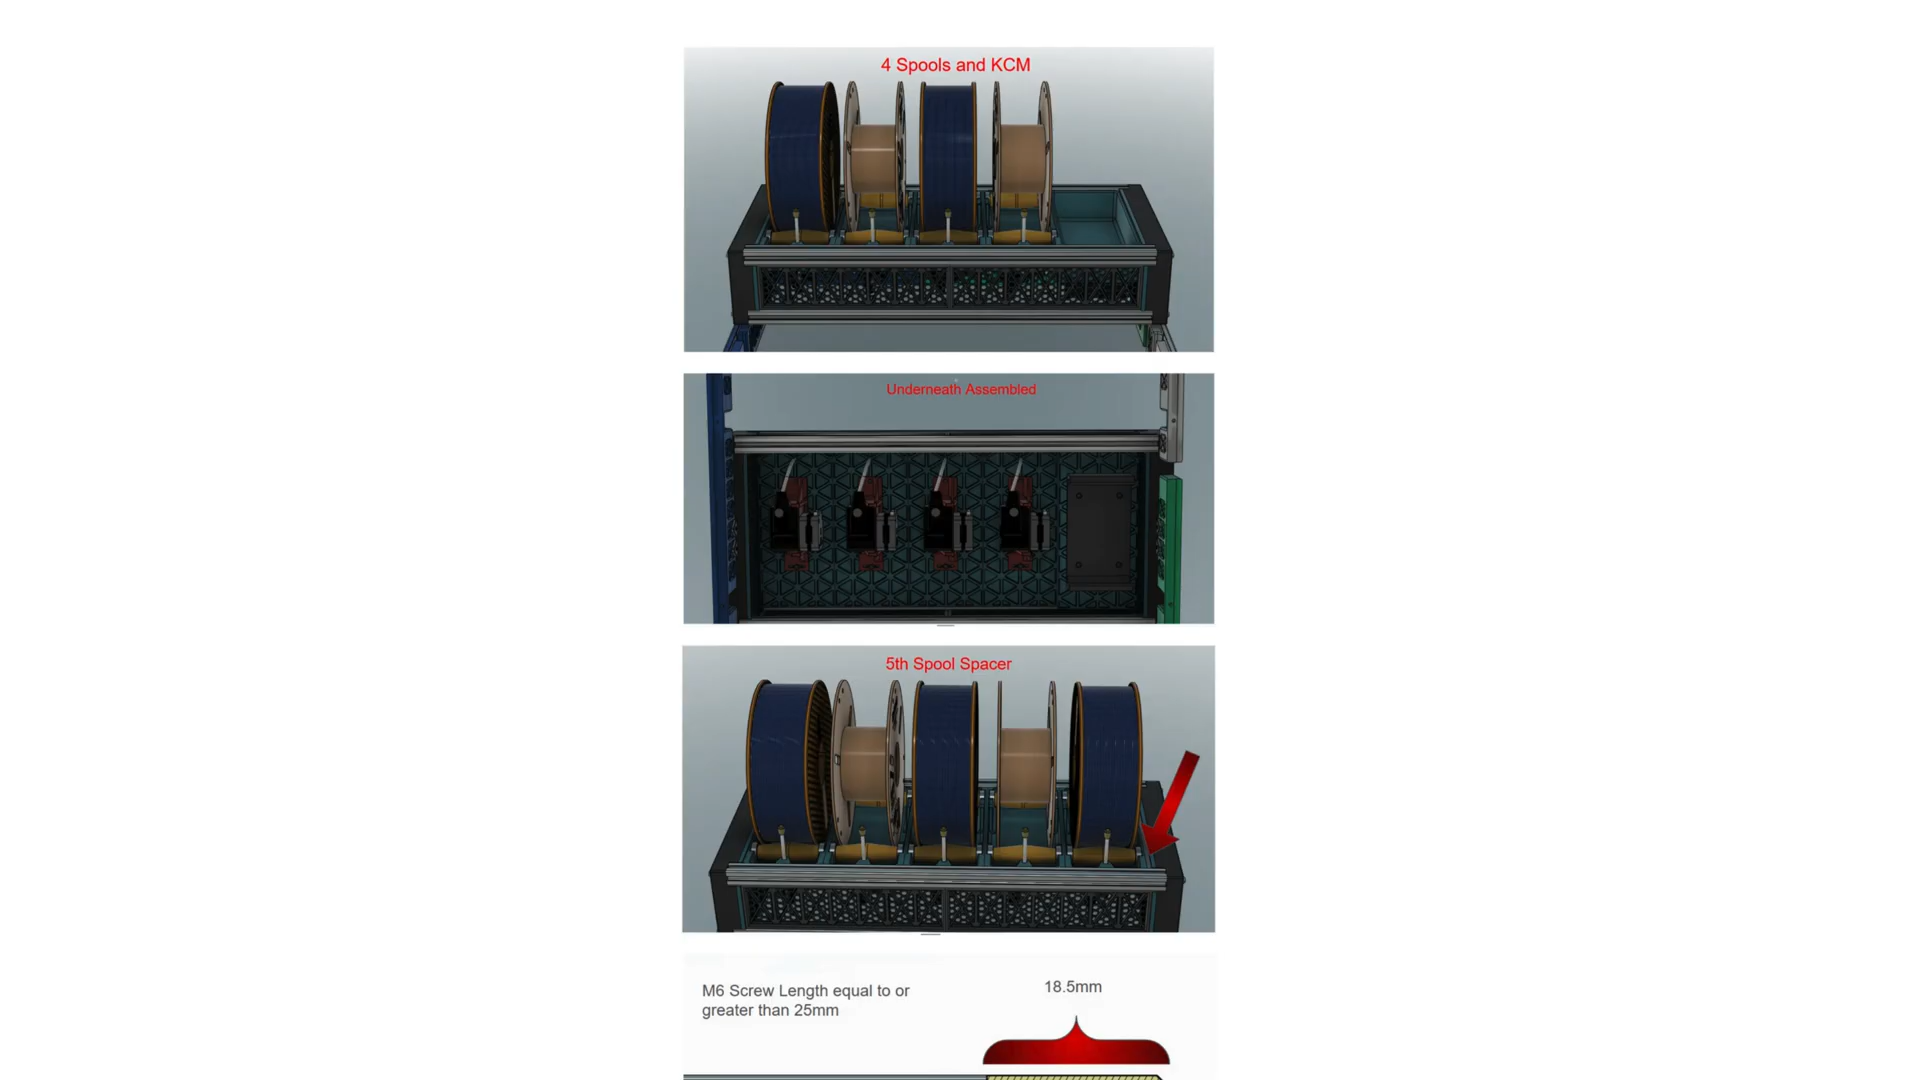 4 Spools and KCM
Underneath Assembled
5th Spool Spacer
M6 Screw Length equal to or
greater than 25mm
18.5mm